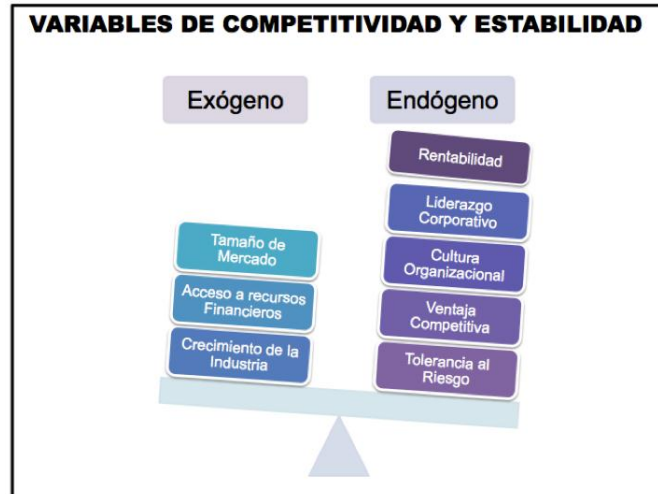 VARIABLES DE COMPETITIVIDAD Y ESTABILIDAD
Exógeno
Endógeno
Rentabilidad
Liderazgo
Corporativo
Cultura
Organizacional
Ventaja
Competitiva
Tolerancia al
Riesgo
Tamaño de
Mercado
Acceso a recursos
Financieros
Crecimiento de la
Industria